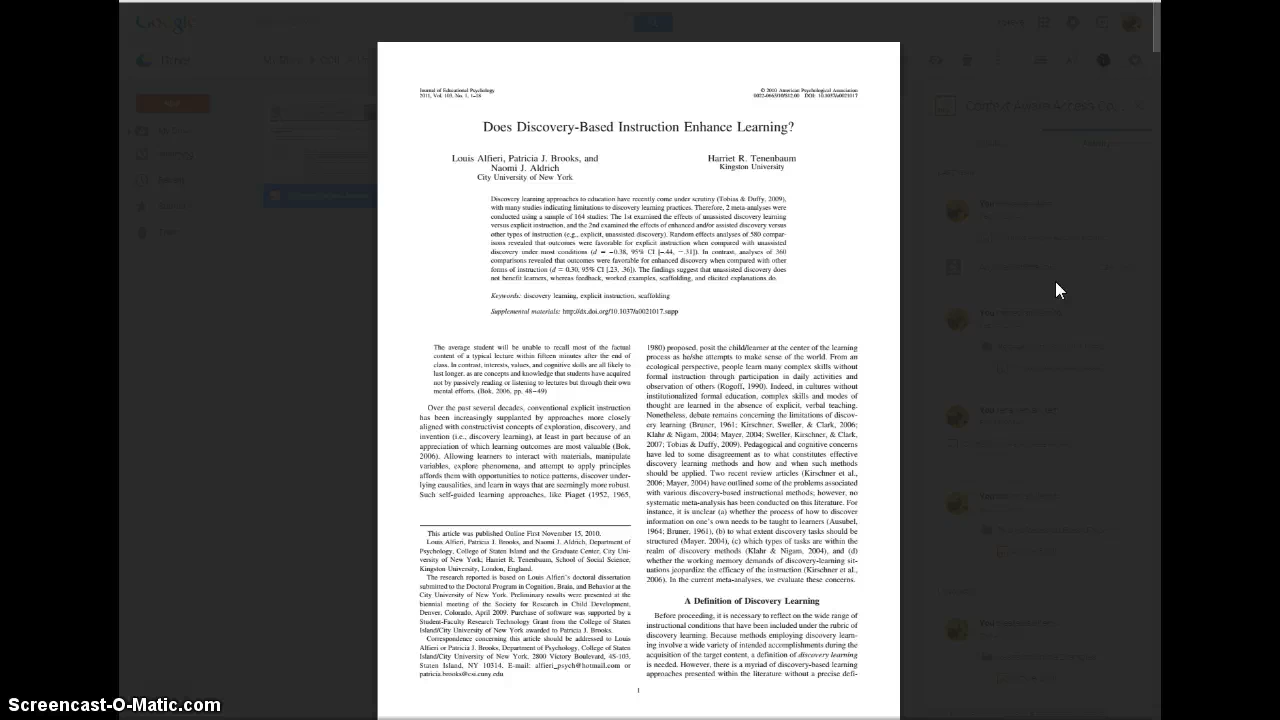 Google
Journal of Educational Psychology
2011, Vol. 103, No. 1, 1–18
© 2010 American Psychological Association
0022-0663/10/$12.00 DOI: 10.1037/a0021017
Does Discovery-Based Instruction Enhance Learning?
Louis Alfieri, Patricia J. Brooks, and
Naomi J. Aldrich
City University of New York
Harriet R. Tenenbaum
Kingston University
Discovery learning approaches to education have recently come under scrutiny (Tobias & Duffy, 2009),
with many studies indicating limitations to discovery learning practices. Therefore, 2 meta-analyses were
conducted using a sample of 164 studies: The 1st examined the effects of unassisted discovery learning
versus explicit instruction, and the 2nd examined the effects of enhanced and/or assisted discovery versus
other types of instruction (e.g., explicit, unassisted discovery). Random effects analyses of 580 compar-
isons revealed that outcomes were favorable for explicit instruction when compared with unassisted
discovery under most conditions (d = −0.38, 95% CI [−.44, −.31]). In contrast, analyses of 360
comparisons revealed that outcomes were favorable for enhanced discovery when compared with other
forms of instruction (d = 0.30, 95% CI [.23, .36]). The findings suggest that unassisted discovery does
not benefit learners, whereas feedback, worked examples, scaffolding, and elicited explanations do.
Keywords: discovery learning, explicit instruction, scaffolding
Supplemental materials: http://dx.doi.org/10.1037/a0021017.supp
The average student will be unable to recall most of the factual
content of a typical lecture within fifteen minutes after the end of
class. In contrast, interests, values, and cognitive skills are all likely to
last longer, as are concepts and knowledge that students have acquired
not by passively reading or listening to lectures but through their own
mental efforts. (Bok, 2006, pp. 48–49)
Over the past several decades, conventional explicit instruction
has been increasingly supplanted by approaches more closely
aligned with constructivist concepts of exploration, discovery, and
invention (i.e., discovery learning), at least in part because of an
appreciation of which learning outcomes are most valuable (Bok,
2006). Allowing learners to interact with materials, manipulate
variables, explore phenomena, and attempt to apply principles
affords them with opportunities to notice patterns, discover under-
lying causalities, and learn in ways that are seemingly more robust.
Such self-guided learning approaches, like Piaget (1952, 1965,
This article was published Online First November 15, 2010.
Louis Alfieri, Patricia J. Brooks, and Naomi J. Aldrich, Department of
Psychology, College of Staten Island and the Graduate Center, City Uni-
versity of New York; Harriet R. Tenenbaum, School of Social Science,
Kingston University, London, England.
The research reported is based on Louis Alfieri's doctoral dissertation
submitted to the Doctoral Program in Cognition, Brain, and Behavior at the
City University of New York. Preliminary results were presented at the
biennial meeting of the Society for Research in Child Development,
Denver, Colorado, April 2009. Purchase of software was supported by a
Student–Faculty Research Technology Grant from the College of Staten
Island/City University of New York awarded to Patricia J. Brooks.
Correspondence concerning this article should be addressed to Louis
Alfieri or Patricia J. Brooks, Department of Psychology, College of Staten
Island/City University of New York, 2800 Victory Boulevard, 4S-103,
Staten Island, NY 10314. E-mail: alfieri_psych@hotmail.com or
patricia.brooks@csi.cuny.edu
1980) proposed, posit the child/learner at the center of the learning
process as he/she attempts to make sense of the world. From an
ecological perspective, people learn many complex skills without
formal instruction through participation in daily activities and
observation of others (Rogoff, 1990). Indeed, in cultures without
institutionalized formal education, complex skills and modes of
thought are learned in the absence of explicit, verbal teaching.
Nonetheless, debate remains concerning the limitations of discov-
ery learning (Bruner, 1961; Kirschner, Sweller, & Clark, 2006;
Klahr & Nigam, 2004; Mayer, 2004; Sweller, Kirschner, & Clark,
2007; Tobias & Duffy, 2009). Pedagogical and cognitive concerns
have led to some disagreement as to what constitutes effective
discovery learning methods and how and when such methods
should be applied. Two recent review articles (Kirschner et al.,
2006; Mayer, 2004) have outlined some of the problems associated
with various discovery-based instructional methods; however, no
systematic meta-analysis has been conducted on this literature. For
instance, it is unclear (a) whether the process of how to discover
information on one's own needs to be taught to learners (Ausubel,
1964; Bruner, 1961), (b) to what extent discovery tasks should be
structured (Mayer, 2004), (c) which types of tasks are within the
realm of discovery methods (Klahr & Nigam, 2004), and (d)
whether the working memory demands of discovery-learning sit-
uations jeopardize the efficacy of the instruction (Kirschner et al.,
2006). In the current meta-analyses, we evaluate these concerns.
A Definition of Discovery Learning
Before proceeding, it is necessary to reflect on the wide range of
instructional conditions that have been included under the rubric of
discovery learning. Because methods employing discovery learn-
ing involve a wide variety of intended accomplishments during the
acquisition of the target content, a definition of discovery learning
is needed. However, there is a myriad of discovery-based learning
approaches presented within the literature without a precise defi-
1
Screencast-O-Matic.com